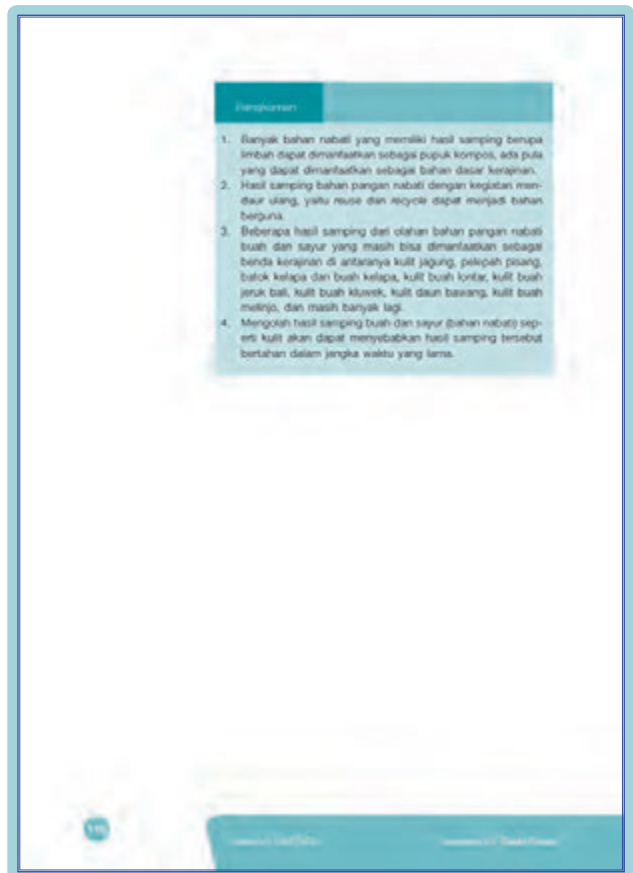 Rangkuman
1. Banyak bahan nabati yang memiliki hasil samping berupa
limbah dapat dimanfaatkan sebagai pupuk kompos, ada pula
yang dapat dimanfaatkan sebagai bahan dasar kerajinan.
2. Hasil samping bahan pangan nabati dengan kegiatan men-
daur ulang, yaitu reuse dan recycle dapat menjadi bahan
berguna.
3. Beberapa hasil samping dari olahan bahan pangan nabati
buah dan sayur yang masih bisa dimanfaatkan sebagai
benda kerajinan di antaranya kulit jagung, pelepah pisang,
batok kelapa dan buah kelapa, kulit buah lontar, kulit buah
jeruk bali, kulit buah kluwek, kulit daun bawang, kulit buah
melinjo, dan masih banyak lagi.
4. Mengolah hasil samping buah dan sayur (bahan nabati) sep-
erti kulit akan dapat menyebabkan hasil samping tersebut
bertahan dalam jangka waktu yang lama.